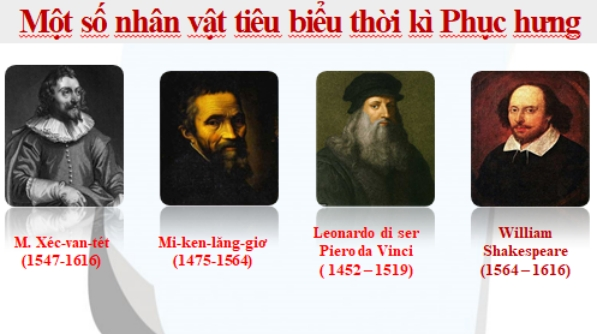 Một số nhân vật tiêu biểu thời kì Phục hưng
M. Xéc-van-tét
(1547-1616)
Mi-ken-lăng-giơ
(1475-1564)
Leonardo di ser
Piero da Vinci
( 1452 – 1519)
William
Shakespeare
(1564 – 1616)